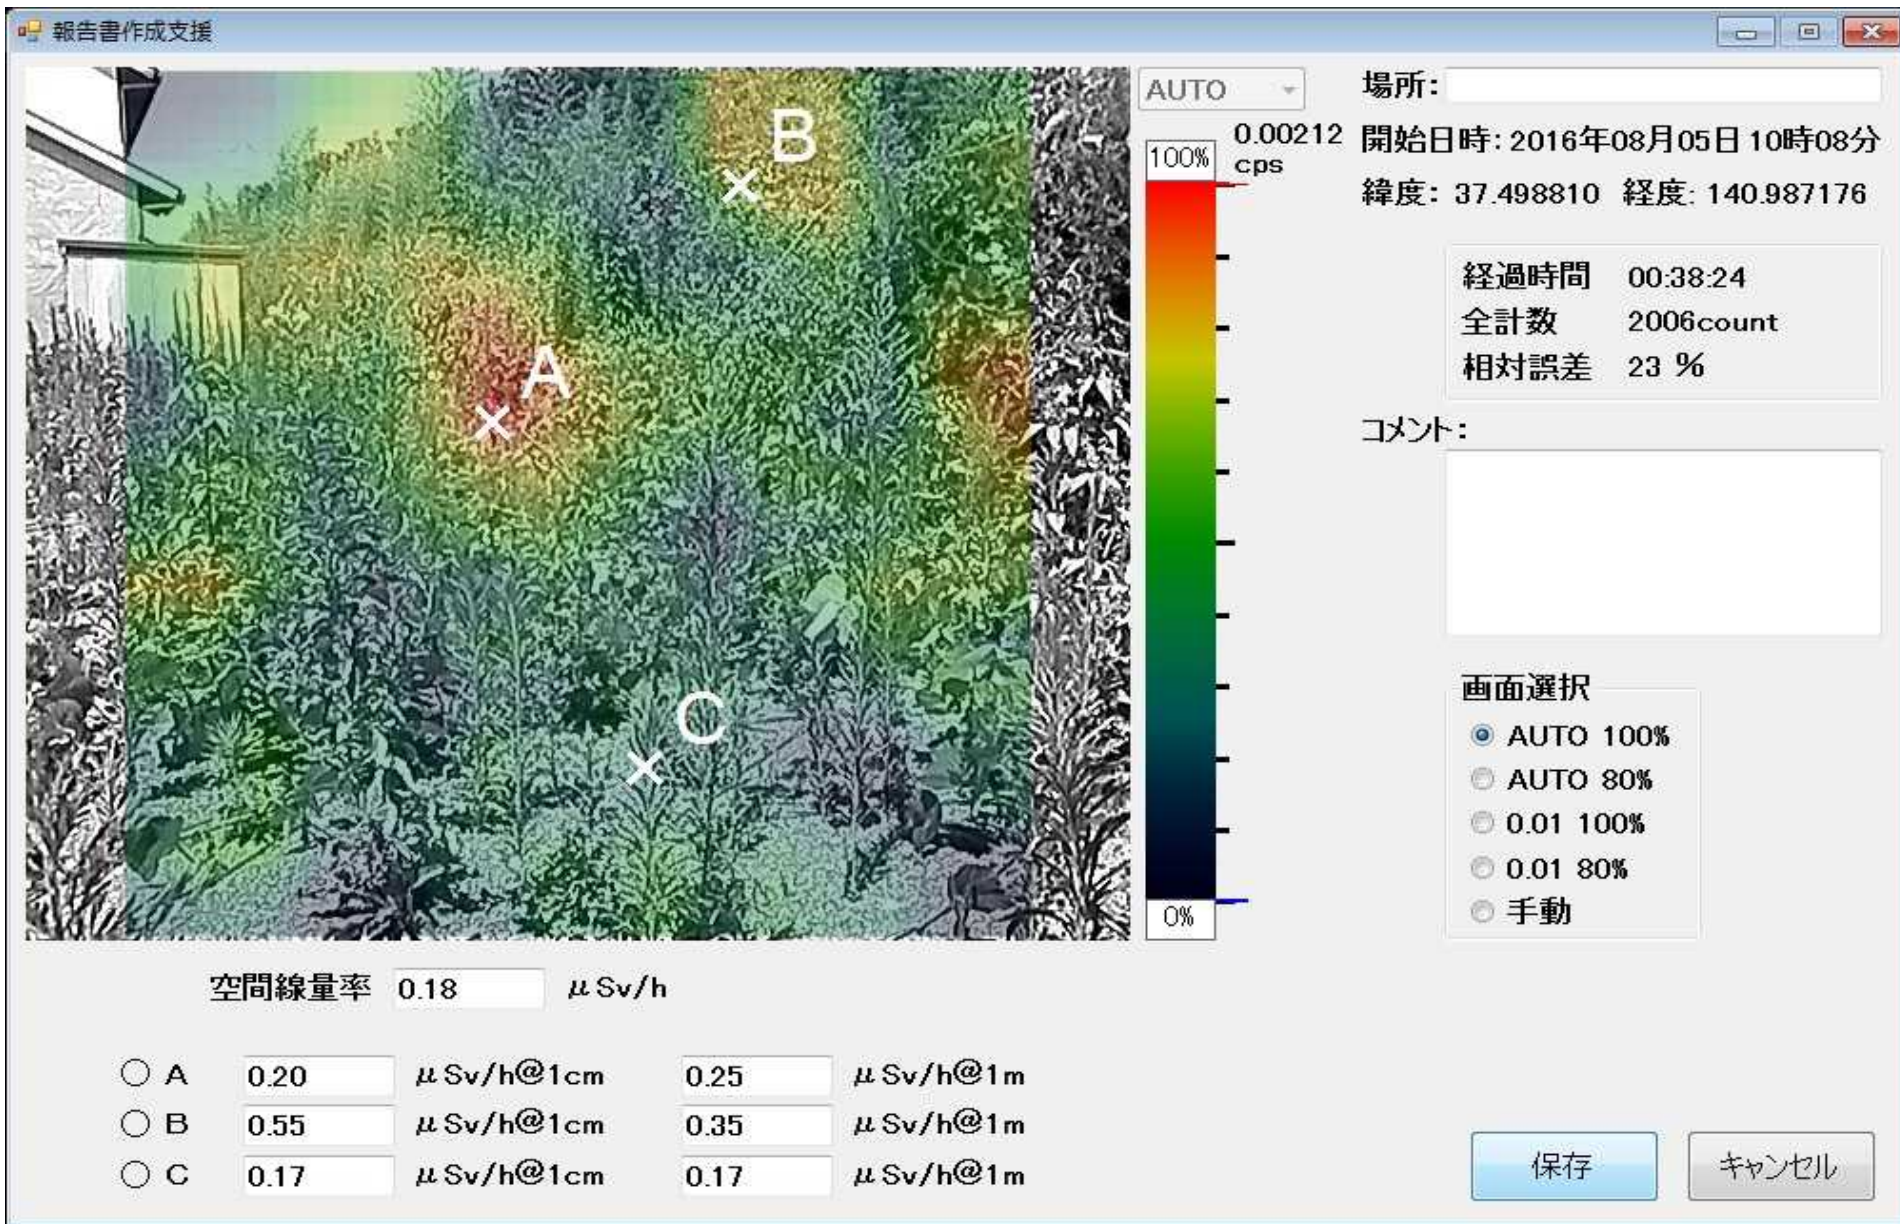 報告書作成支援
AUTO
場所:
B
100%
0.00212
cps
開始日時: 2016年08月05日 10時08分
緯度: 37.498810 経度: 140.987176
経過時間 00:38:24
全計数 2006count
相対誤差 23 %
A
コメント:
画面選択
C
AUTO 100%
AUTO 80%
0.01 100%
0.01 80%
手動
0%
空間線量率 0.18 μSv/h
A 0.20 μSv/h@1cm 0.25 μSv/h@1m
B 0.55 μSv/h@1cm 0.35 μSv/h@1m
C 0.17 μSv/h@1cm 0.17 μSv/h@1m
保存 キャンセル